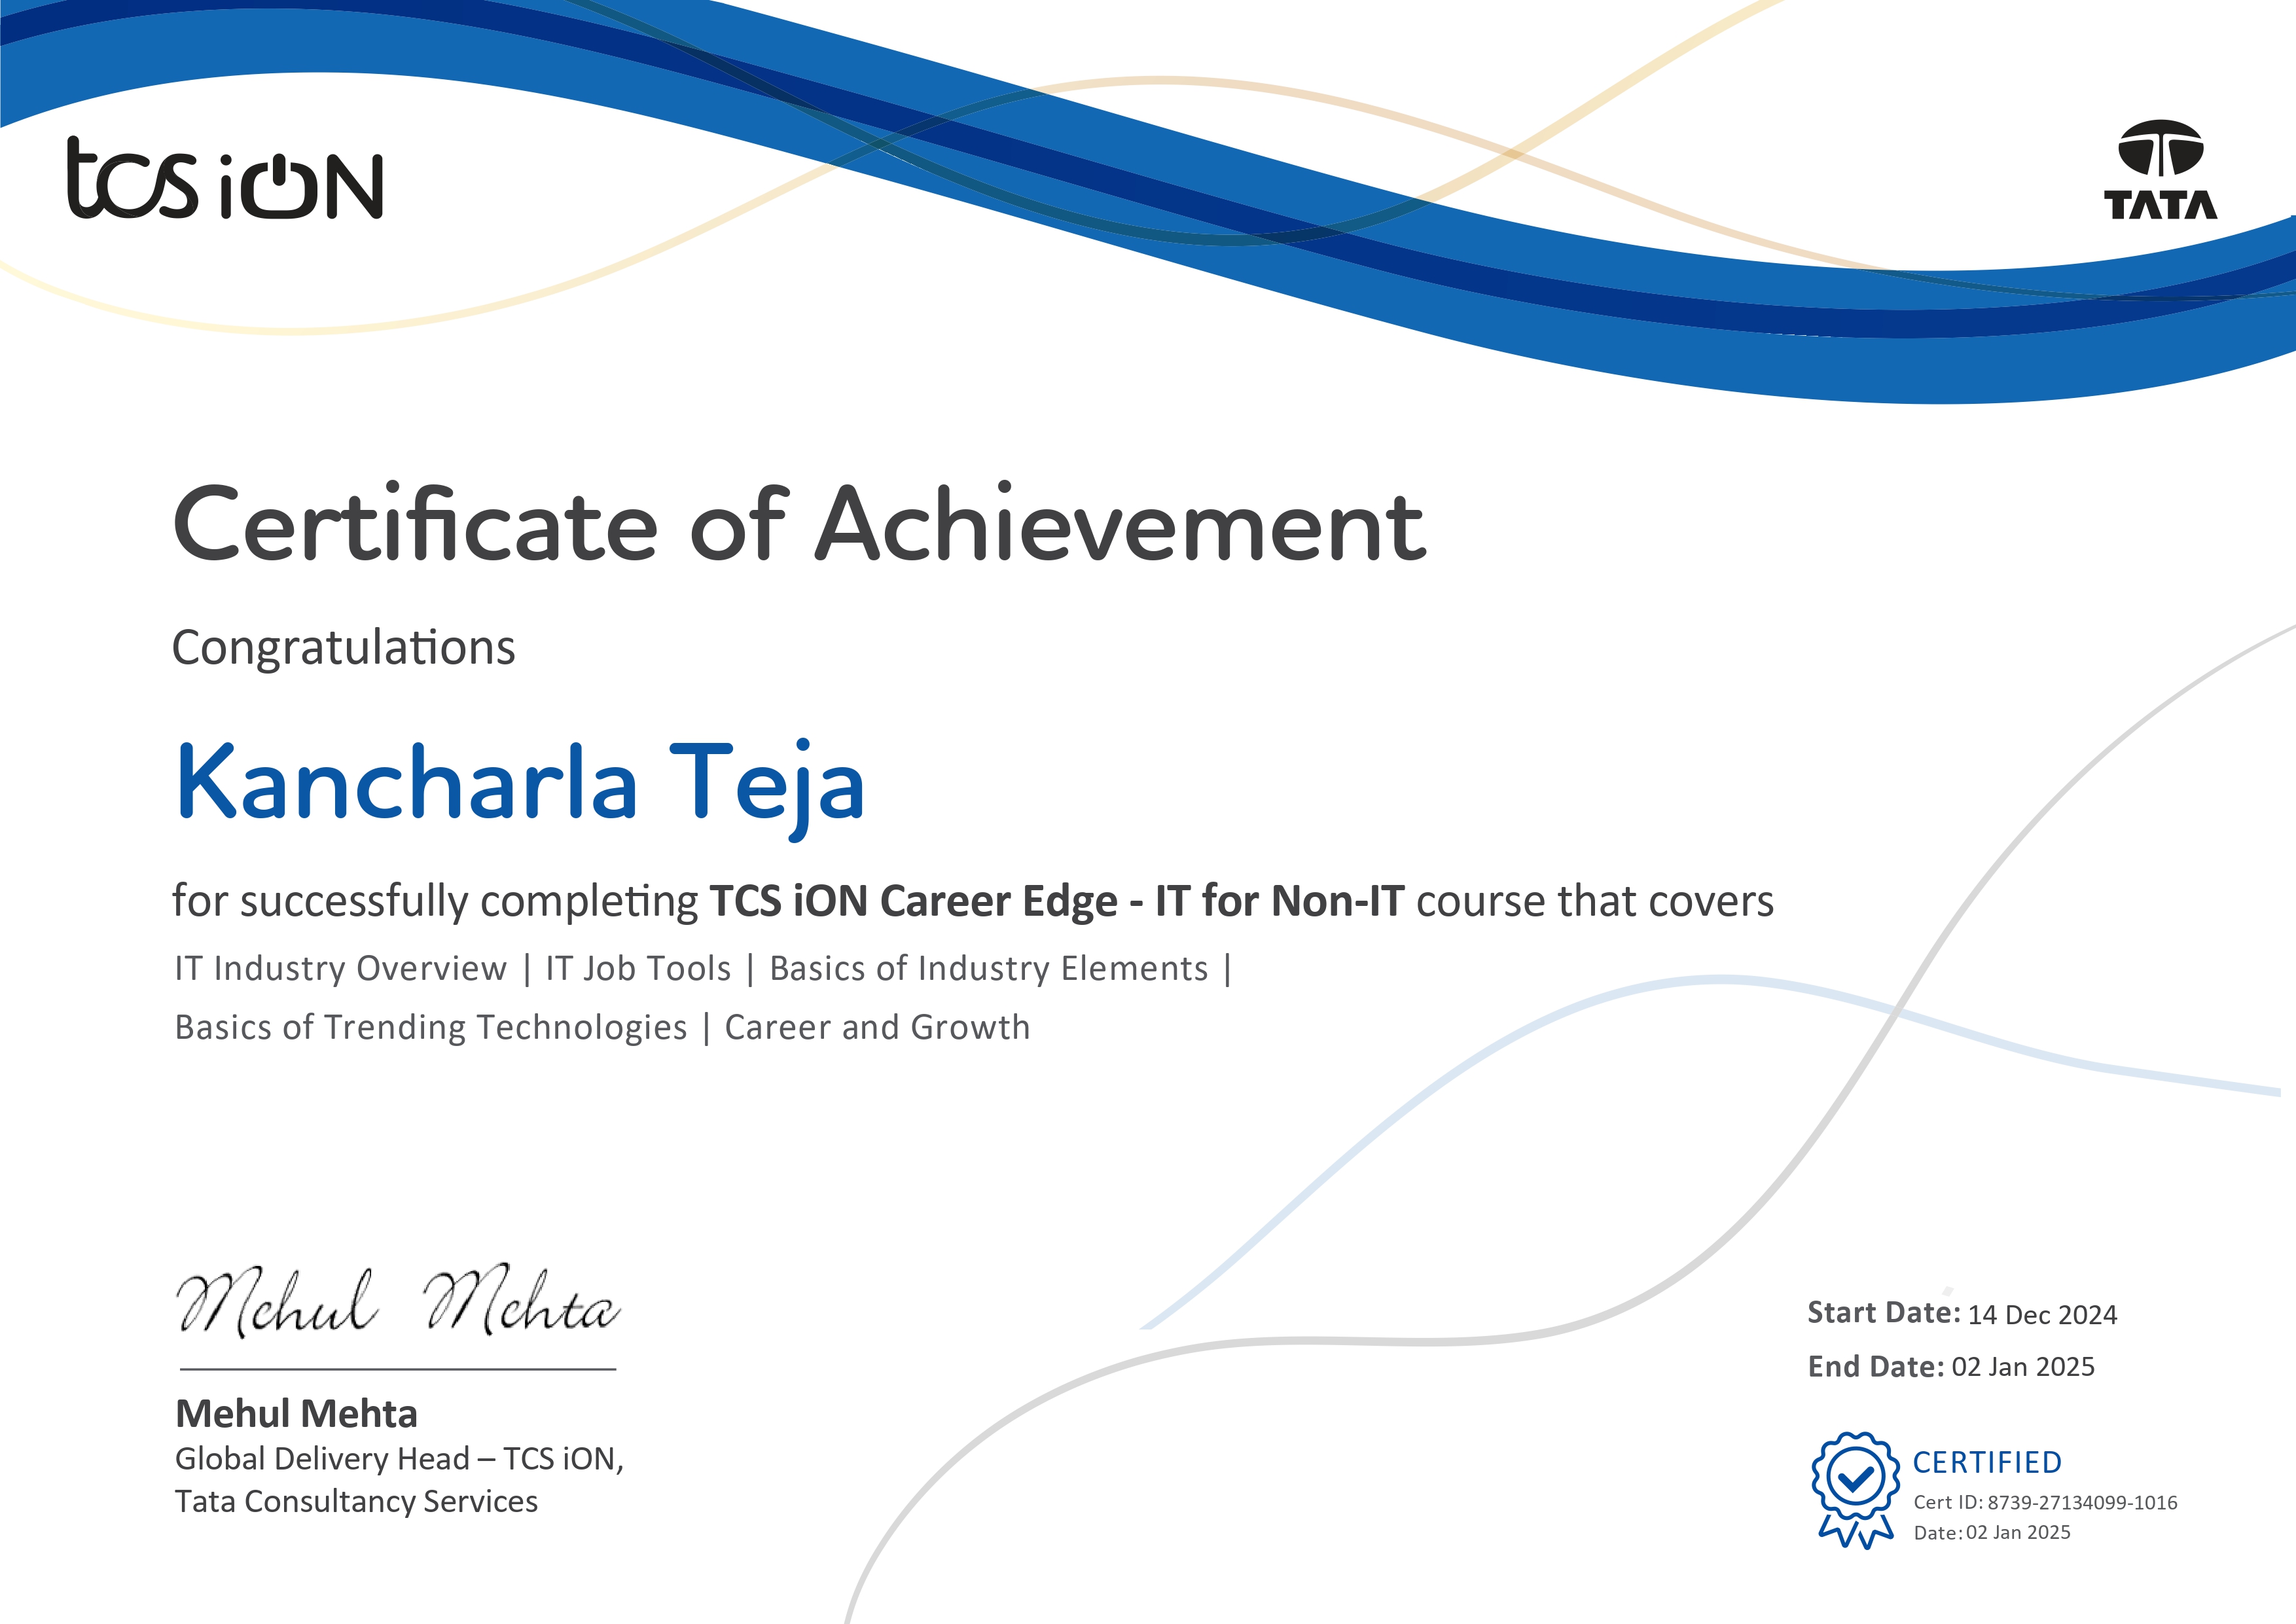 tcs iON
TATA
Certificate of Achievement
Congratulations
Kancharla Teja
for successfully completing TCS iON Career Edge - IT for Non-IT course that covers
IT Industry Overview | IT Job Tools | Basics of Industry Elements |
Basics of Trending Technologies | Career and Growth
Mehul Mehta
Mehul Mehta
Global Delivery Head – TCS iON,
Tata Consultancy Services
Start Date: 14 Dec 2024
End Date: 02 Jan 2025
CERTIFIED
Cert ID: 8739-27134099-1016
Date: 02 Jan 2025